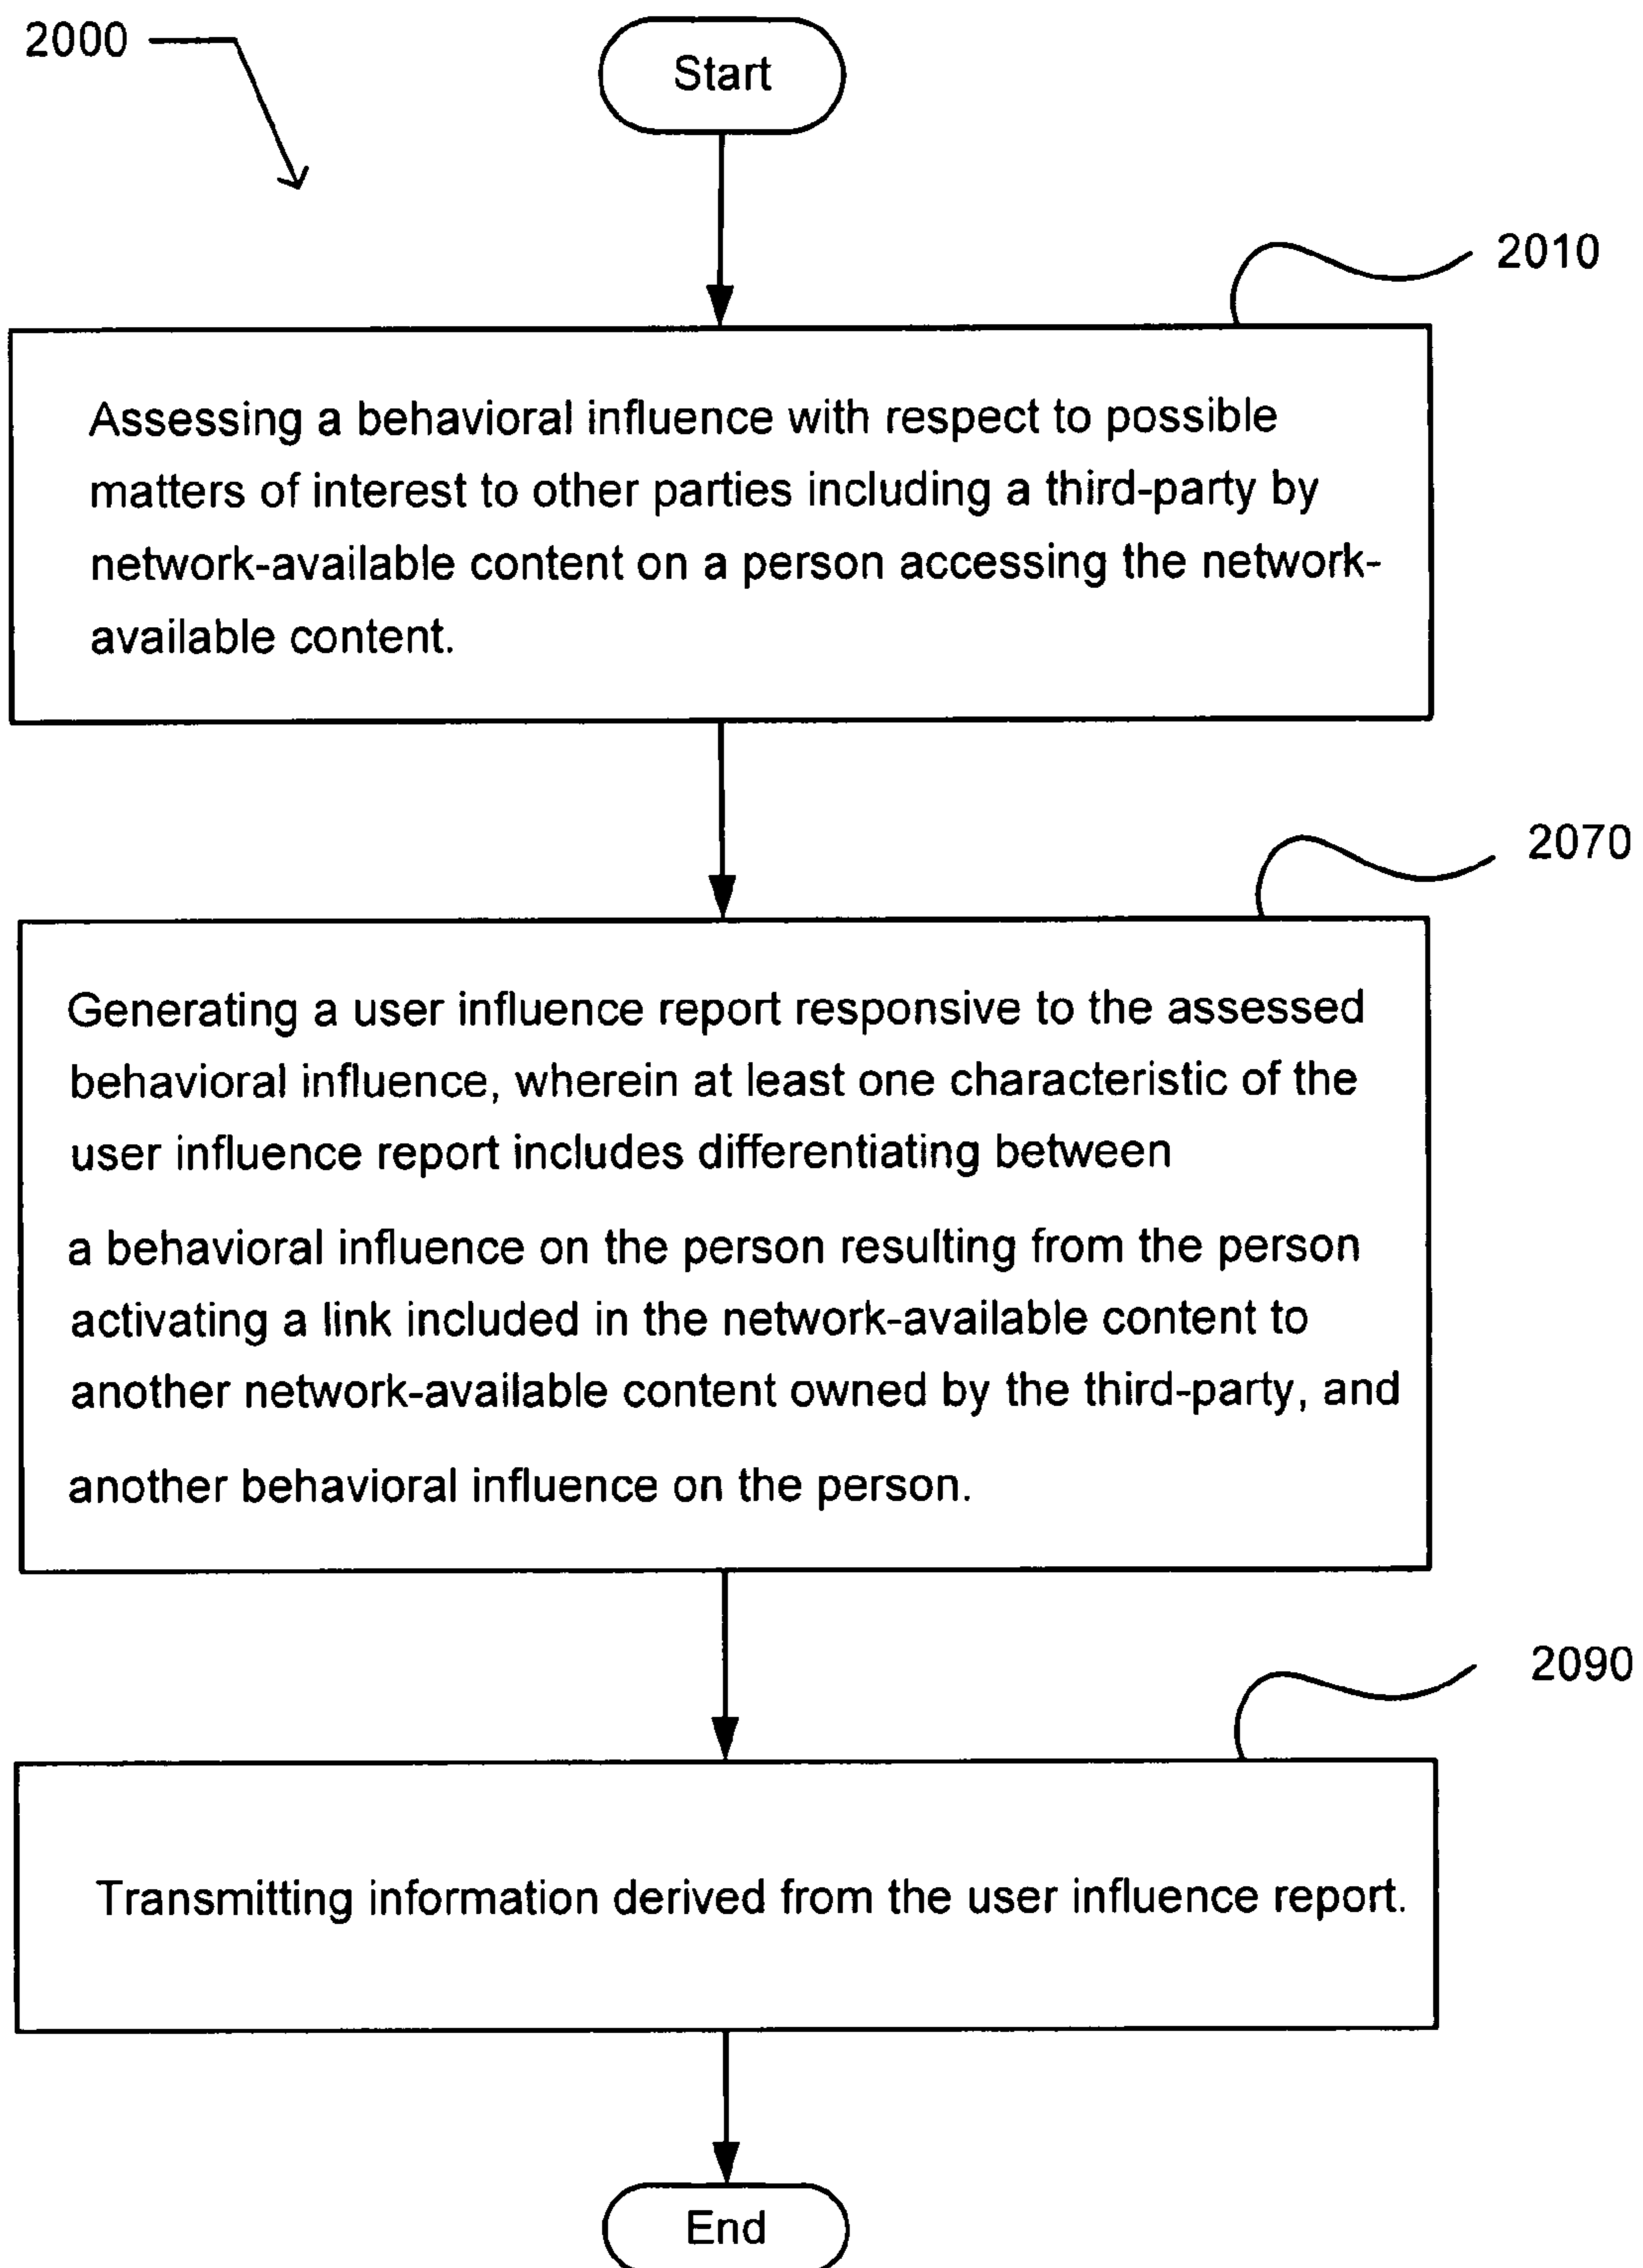 2000
Start
2010
Assessing a behavioral influence with respect to possible
matters of interest to other parties including a third-party by
network-available content on a person accessing the network-
available content.
2070
Generating a user influence report responsive to the assessed
behavioral influence, wherein at least one characteristic of the
user influence report includes differentiating between
a behavioral influence on the person resulting from the person
activating a link included in the network-available content to
another network-available content owned by the third-party, and
another behavioral influence on the person.
2090
Transmitting information derived from the user influence report.
End